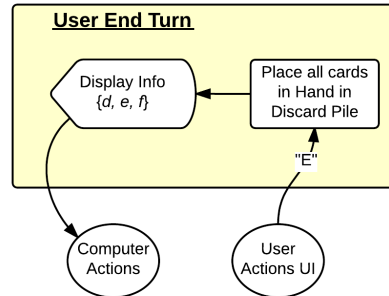 User End Turn
Display Info
{d, e, f}
Place all cards
in Hand in
Discard Pile
"E"
Computer
Actions
User
Actions UI